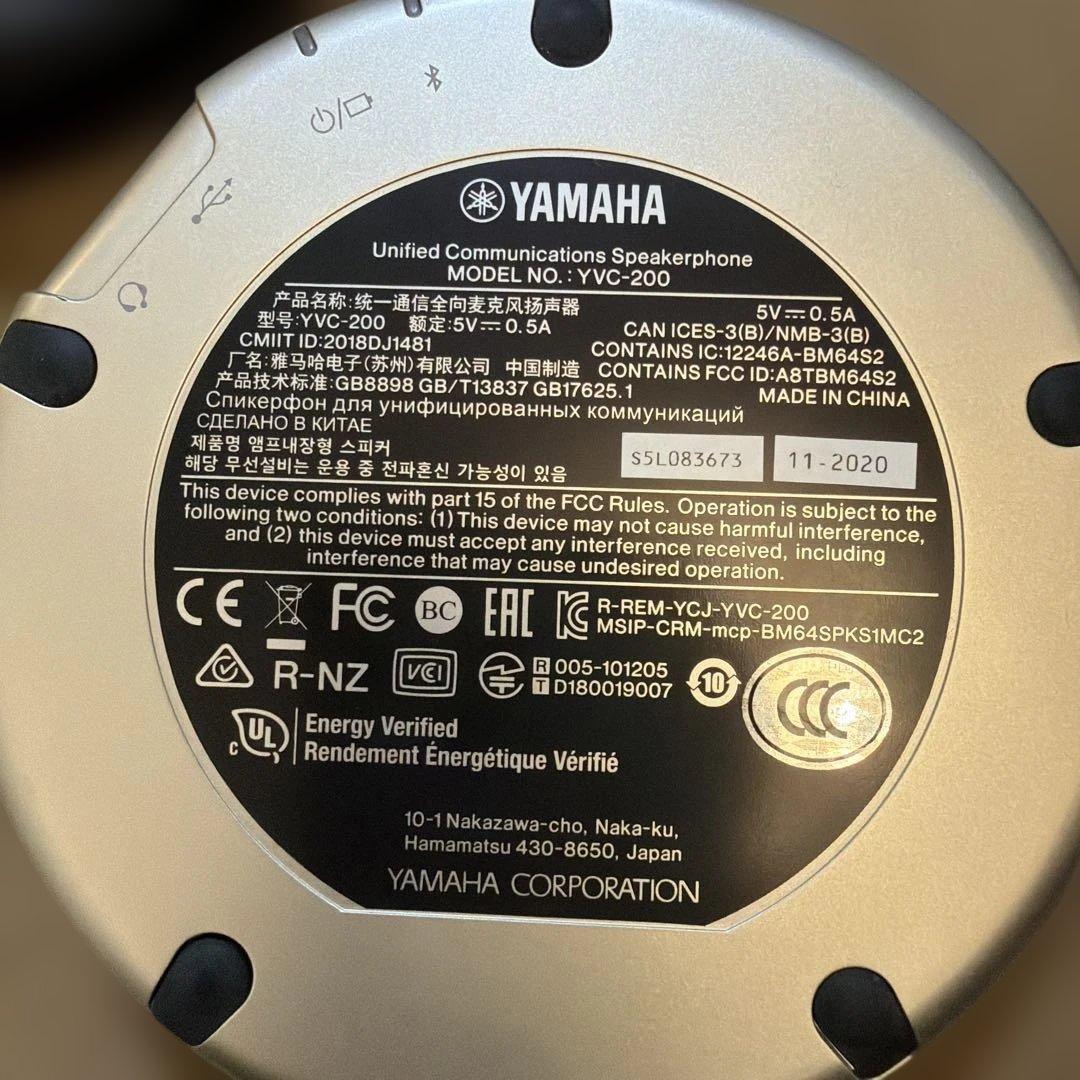 YAMAHA
Unified Communications Speakerphone
MODEL NO. : YVC-200
产品名称: 统一通信全向麦克风扬声器
型号: YVC-200 额定: 5V⎓ 0.5A
CMIIT ID:2018DJ1481
厂名: 雅马哈电子(苏州)有限公司 中国制造
产品技术标准:GB8898 GB/T13837 GB17625.1
5V⎓ 0.5A
CAN ICES-3(B)/NMB-3(B)
CONTAINS IC:12246A-BM64S2
CONTAINS FCC ID:A8TBM64S2
MADE IN CHINA
Спикерфон для унифицированных коммуникаций
СДЕЛАНО В КИТАЕ
제품명 앰프내장형 스피커
해당 무선설비는 운용 중 전파혼신 가능성이 있음
S5L083673
11-2020
This device complies with part 15 of the FCC Rules. Operation is subject to the
following two conditions: (1) This device may not cause harmful interference,
and (2) this device must accept any interference received, including
interference that may cause undesired operation.
CE FC BC EAC KC R-REM-YCJ-YVC-200
MSIP-CRM-mcp-BM64SPKS1MC2
R-NZ VCI R 005-101205
T D180019007
10
CCC
c UL Energy Verified
Rendement Énergétique Vérifié
10-1 Nakazawa-cho, Naka-ku,
Hamamatsu 430-8650, Japan
YAMAHA CORPORATION